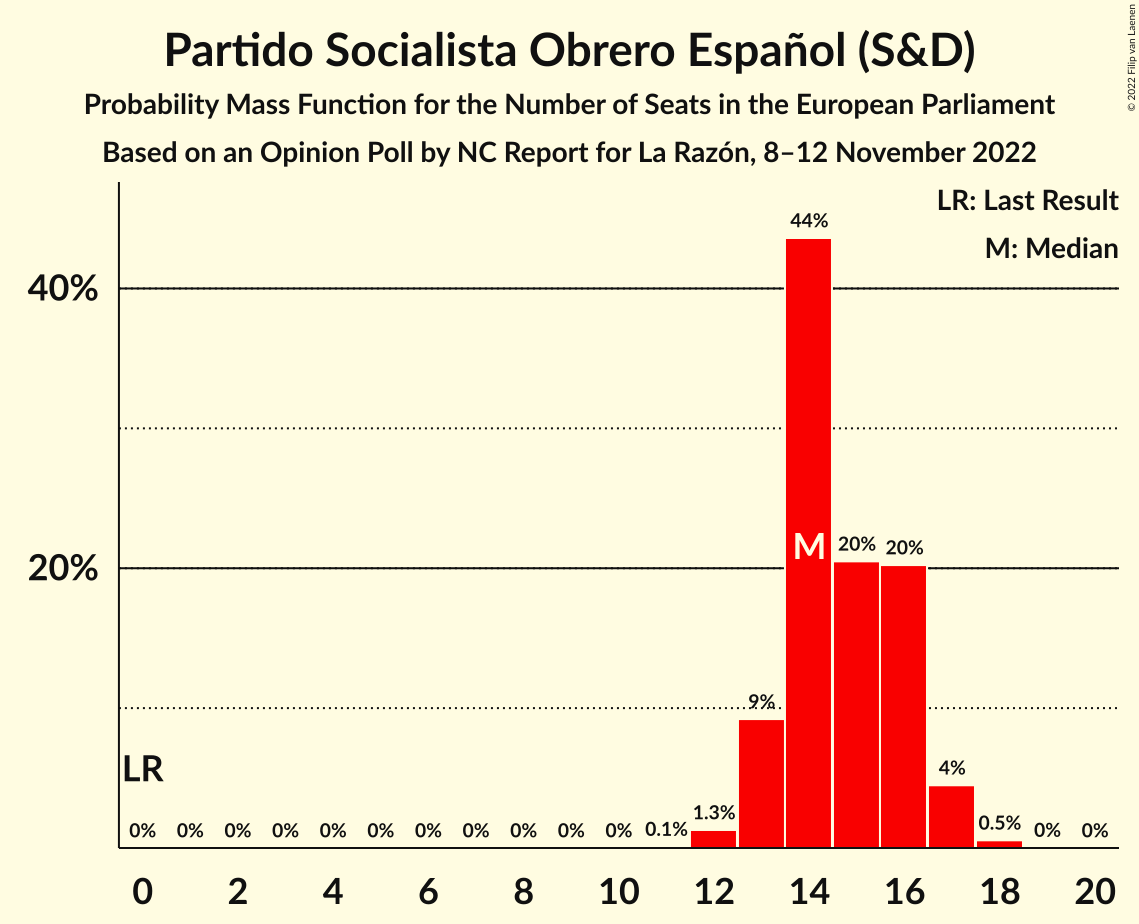 Partido Socialista Obrero Español (S&D)
Probability Mass Function for the Number of Seats in the European Parliament
Based on an Opinion Poll by NC Report for La Razón, 8–12 November 2022
© 2022 Filip van Laenen
LR: Last Result
M: Median
44%
40%
M
20%
20%
20%
9%
LR
4%
0% 0% 0% 0% 0% 0% 0% 0% 0% 0% 0% 0.1% 1.3% 0.5% 0% 0%
0 2 4 6 8 10 12 14 16 18 20